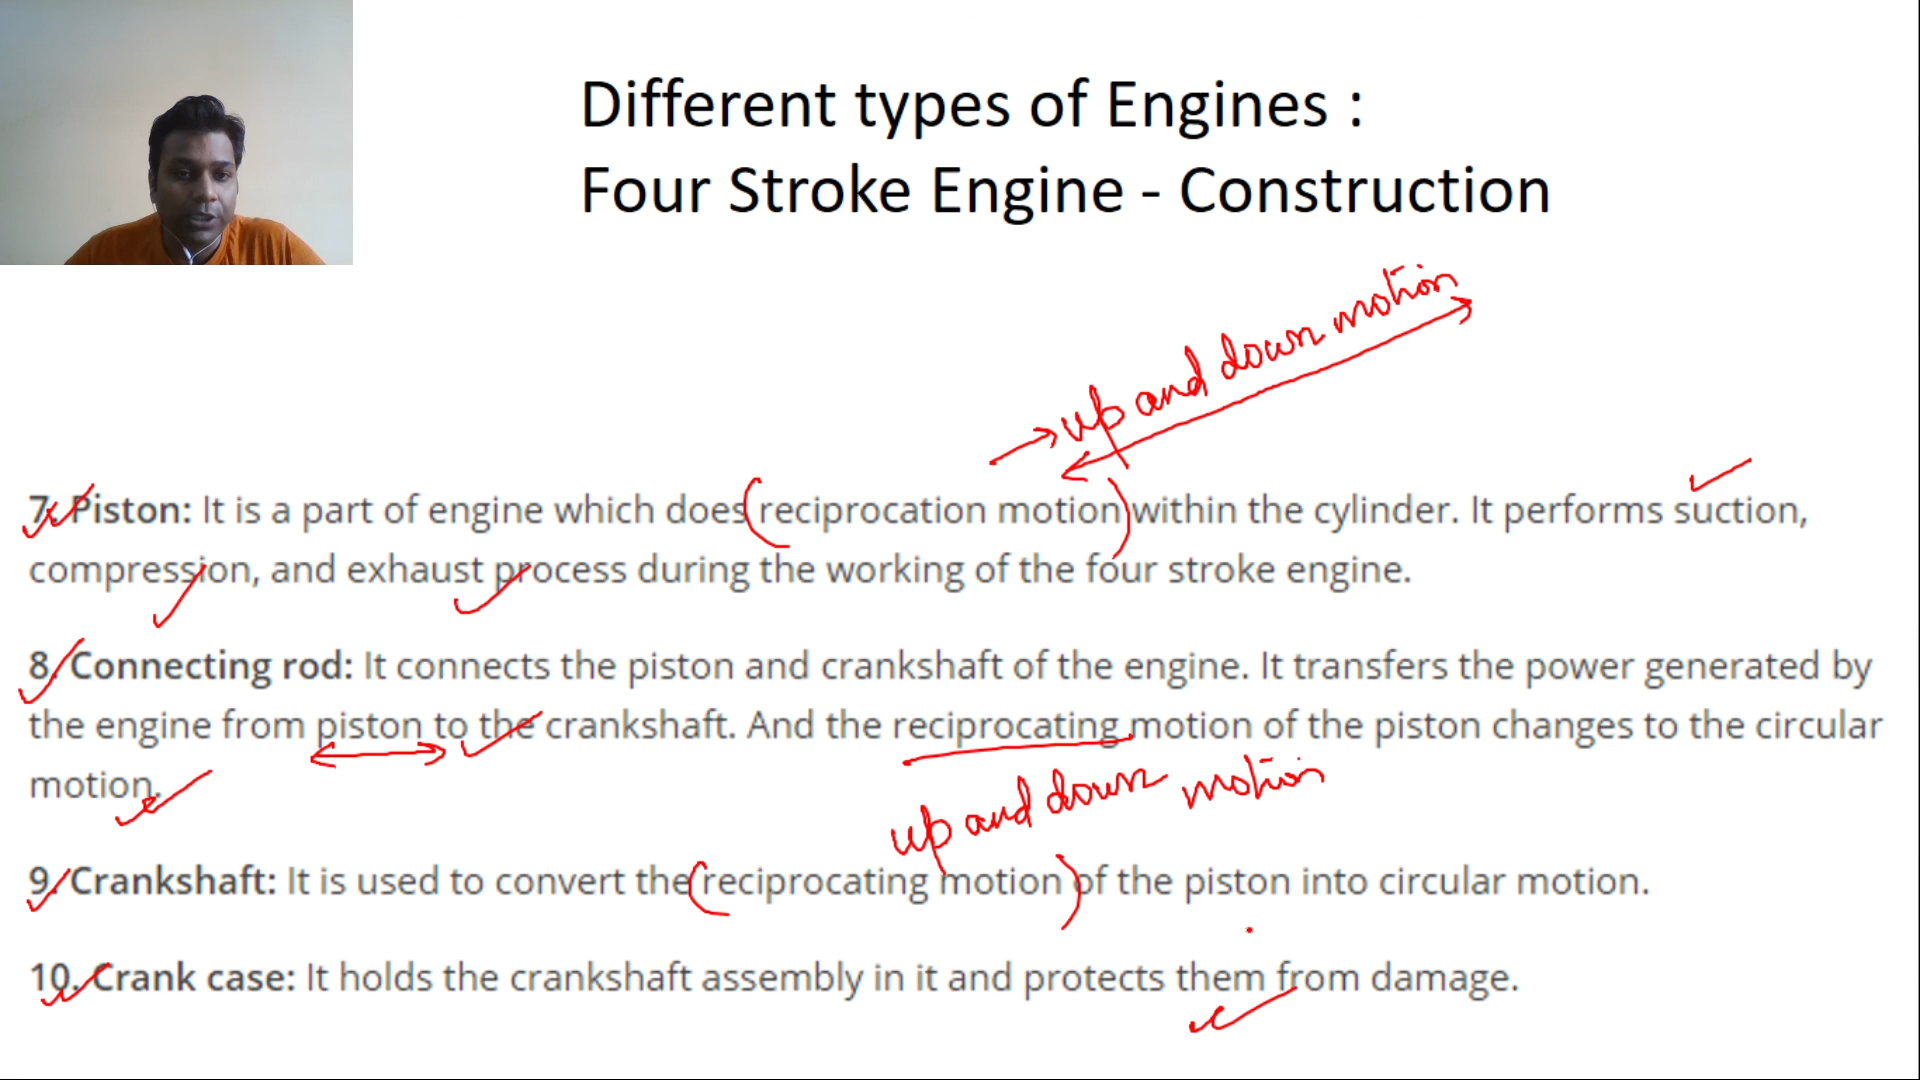 Different types of Engines :
Four Stroke Engine - Construction
→ up and down motion
7. Piston: It is a part of engine which does (reciprocation motion) within the cylinder. It performs suction,
compression, and exhaust process during the working of the four stroke engine.
8. Connecting rod: It connects the piston and crankshaft of the engine. It transfers the power generated by
the engine from piston to the crankshaft. And the reciprocating motion of the piston changes to the circular
motion.
up and down motion
9. Crankshaft: It is used to convert the (reciprocating motion) of the piston into circular motion.
10. Crank case: It holds the crankshaft assembly in it and protects them from damage.